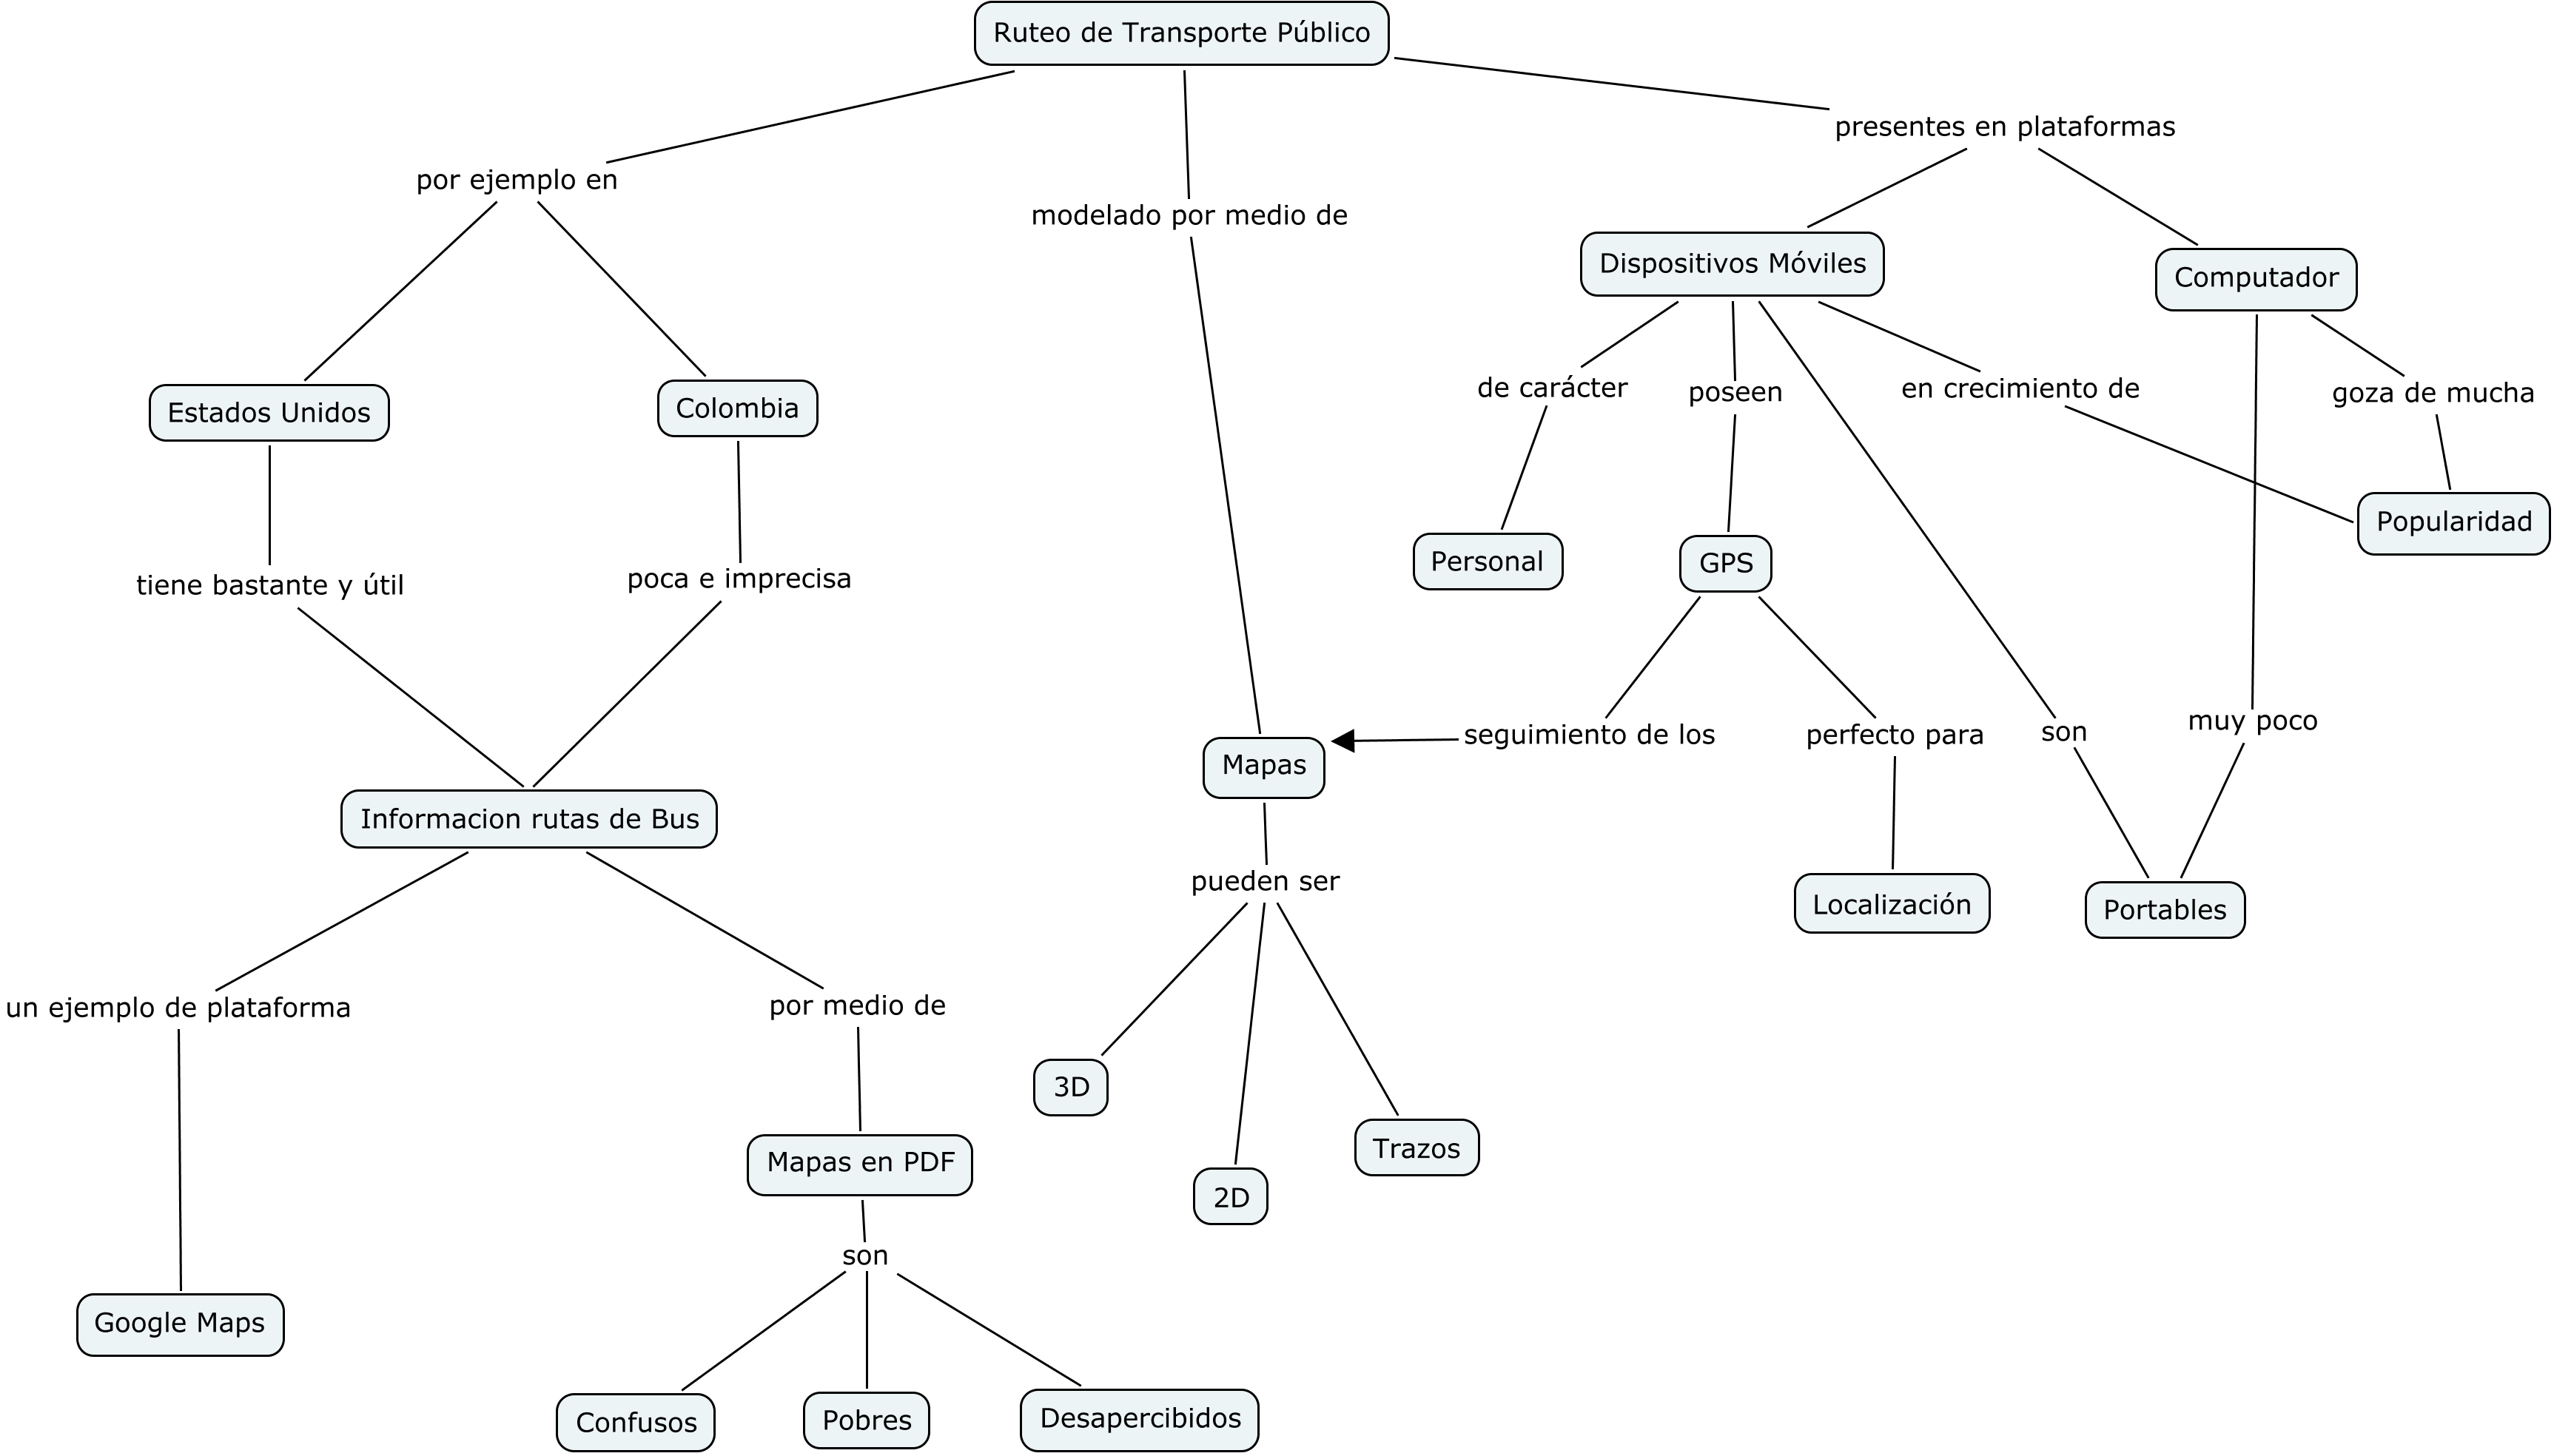 Ruteo de Transporte Público
presentes en plataformas
por ejemplo en
modelado por medio de
Dispositivos Móviles
Computador
Estados Unidos
Colombia
de carácter
poseen
en crecimiento de
goza de mucha
Popularidad
Personal
GPS
tiene bastante y útil
poca e imprecisa
Mapas
seguimiento de los
perfecto para
son
muy poco
Informacion rutas de Bus
pueden ser
Localización
Portables
un ejemplo de plataforma
por medio de
3D
2D
Trazos
Mapas en PDF
son
Google Maps
Confusos
Pobres
Desapercibidos